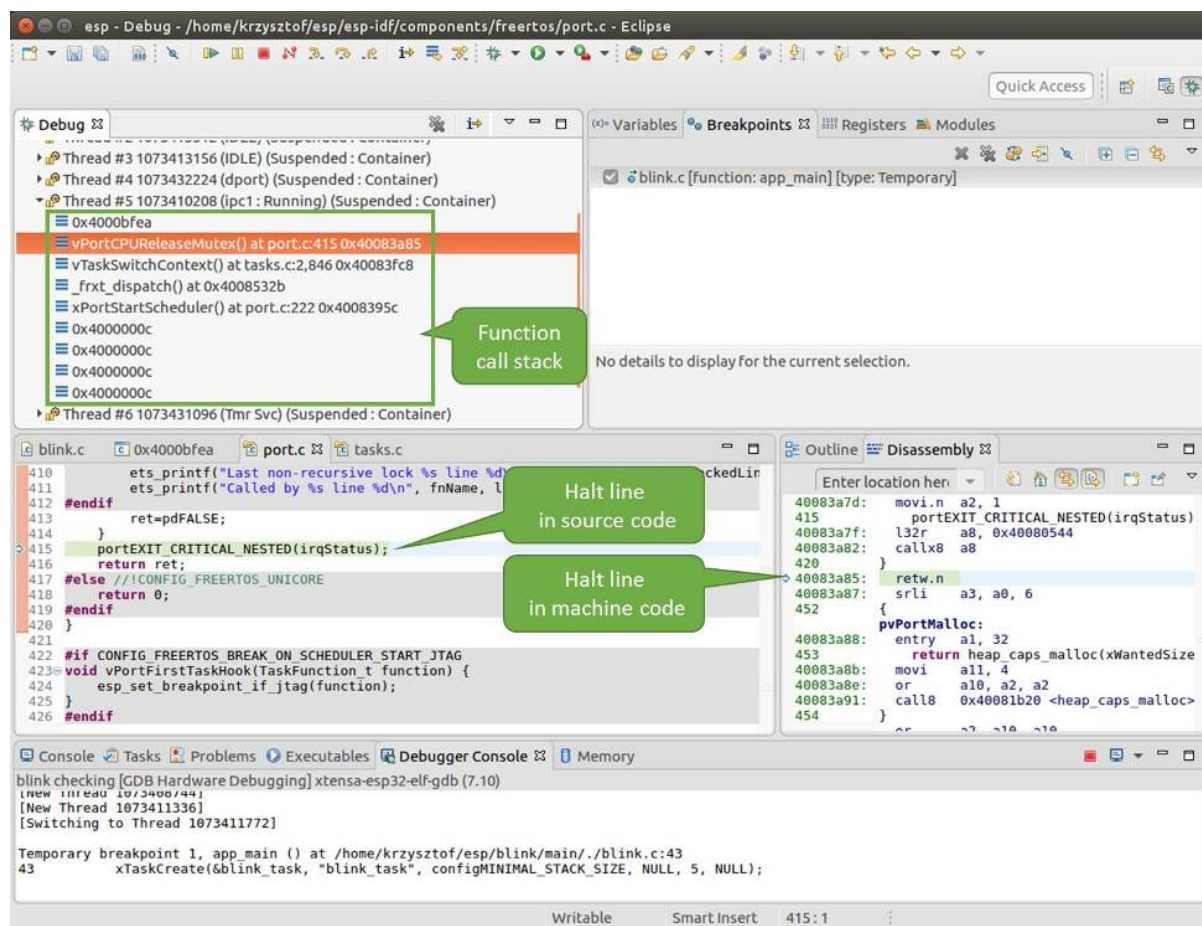 esp - Debug - /home/krzysztof/esp/esp-idf/components/freertos/port.c - Eclipse
Quick Access
Debug
Thread #3 1073413156 (IDLE) (Suspended : Container)
Thread #4 1073432224 (dport) (Suspended : Container)
Thread #5 1073410208 (ipc1 : Running) (Suspended : Container)
0x4000bfea
vPortCPUReleaseMutex() at port.c:415 0x40083a85
vTaskSwitchContext() at tasks.c:2,846 0x40083fc8
_frxt_dispatch() at 0x4008532b
xPortStartScheduler() at port.c:222 0x4008395c
0x4000000c
0x4000000c
0x4000000c
0x4000000c
Thread #6 1073431096 (Tmr Svc) (Suspended : Container)
Function
call stack
(x)= Variables Breakpoints Registers Modules
blink.c [function: app_main] [type: Temporary]
No details to display for the current selection.
blink.c 0x4000bfea port.c tasks.c
410 ets_printf("Last non-recursive lock %s line %d ckedLin
411 ets_printf("Called by %s line %d\n", fnName, l
412 #endif
413 ret=pdFALSE;
414 }
415 portEXIT_CRITICAL_NESTED(irqStatus);
416 return ret;
417 #else //!CONFIG_FREERTOS_UNICORE
418 return 0;
419 #endif
420 }
421
422 #if CONFIG_FREERTOS_BREAK_ON_SCHEDULER_START_JTAG
423 void vPortFirstTaskHook(TaskFunction_t function) {
424 esp_set_breakpoint_if_jtag(function);
425 }
426 #endif
Halt line
in source code
Halt line
in machine code
Outline Disassembly
Enter location her
40083a7d: movi.n a2, 1
415 portEXIT_CRITICAL_NESTED(irqStatus)
40083a7f: l32r a8, 0x40080544
40083a82: callx8 a8
420 }
40083a85: retw.n
40083a87: srli a3, a0, 6
452 {
pvPortMalloc:
40083a88: entry a1, 32
453 return heap_caps_malloc(xWantedSize
40083a8b: movi a11, 4
40083a8e: or a10, a2, a2
40083a91: call8 0x40081b20 <heap_caps_malloc>
454 }
Console Tasks Problems Executables Debugger Console Memory
blink checking [GDB Hardware Debugging] xtensa-esp32-elf-gdb (7.10)
[New Thread 1073408744]
[New Thread 1073411336]
[Switching to Thread 1073411772]
Temporary breakpoint 1, app_main () at /home/krzysztof/esp/blink/main/./blink.c:43
43 xTaskCreate(&blink_task, "blink_task", configMINIMAL_STACK_SIZE, NULL, 5, NULL);
Writable Smart Insert 415 : 1